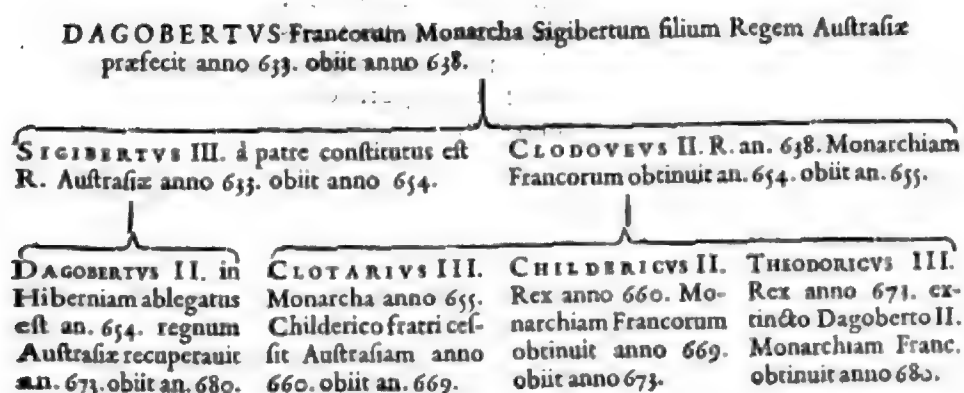 DAGOBERTVS Francorum Monarcha Sigibertum filium Regem Auſtraſiæ
præfecit anno 633. obiit anno 638.
SIGIBERTVS III. à patre conſtitutus eſt
R. Auſtraſiæ anno 633. obiit anno 654.
CLODOVEVS II. R. an. 638. Monarchiam
Francorum obtinuit an. 654. obiit an. 655.
DAGOBERTVS II. in
Hiberniam ablegatus
eſt an. 654. regnum
Auſtraſiæ recuperauit
an. 673. obiit an. 680.
CLOTARIVS III.
Monarcha anno 655.
Childerico fratri ceſ-
ſit Auſtraſiam anno
660. obiit an. 669.
CHILDERICVS II.
Rex anno 660. Mo-
narchiam Francorum
obtinuit anno 669.
obiit anno 673.
THEODORICVS III.
Rex anno 673. ex-
tincto Dagoberto II.
Monarchiam Franc.
obtinuit anno 680.